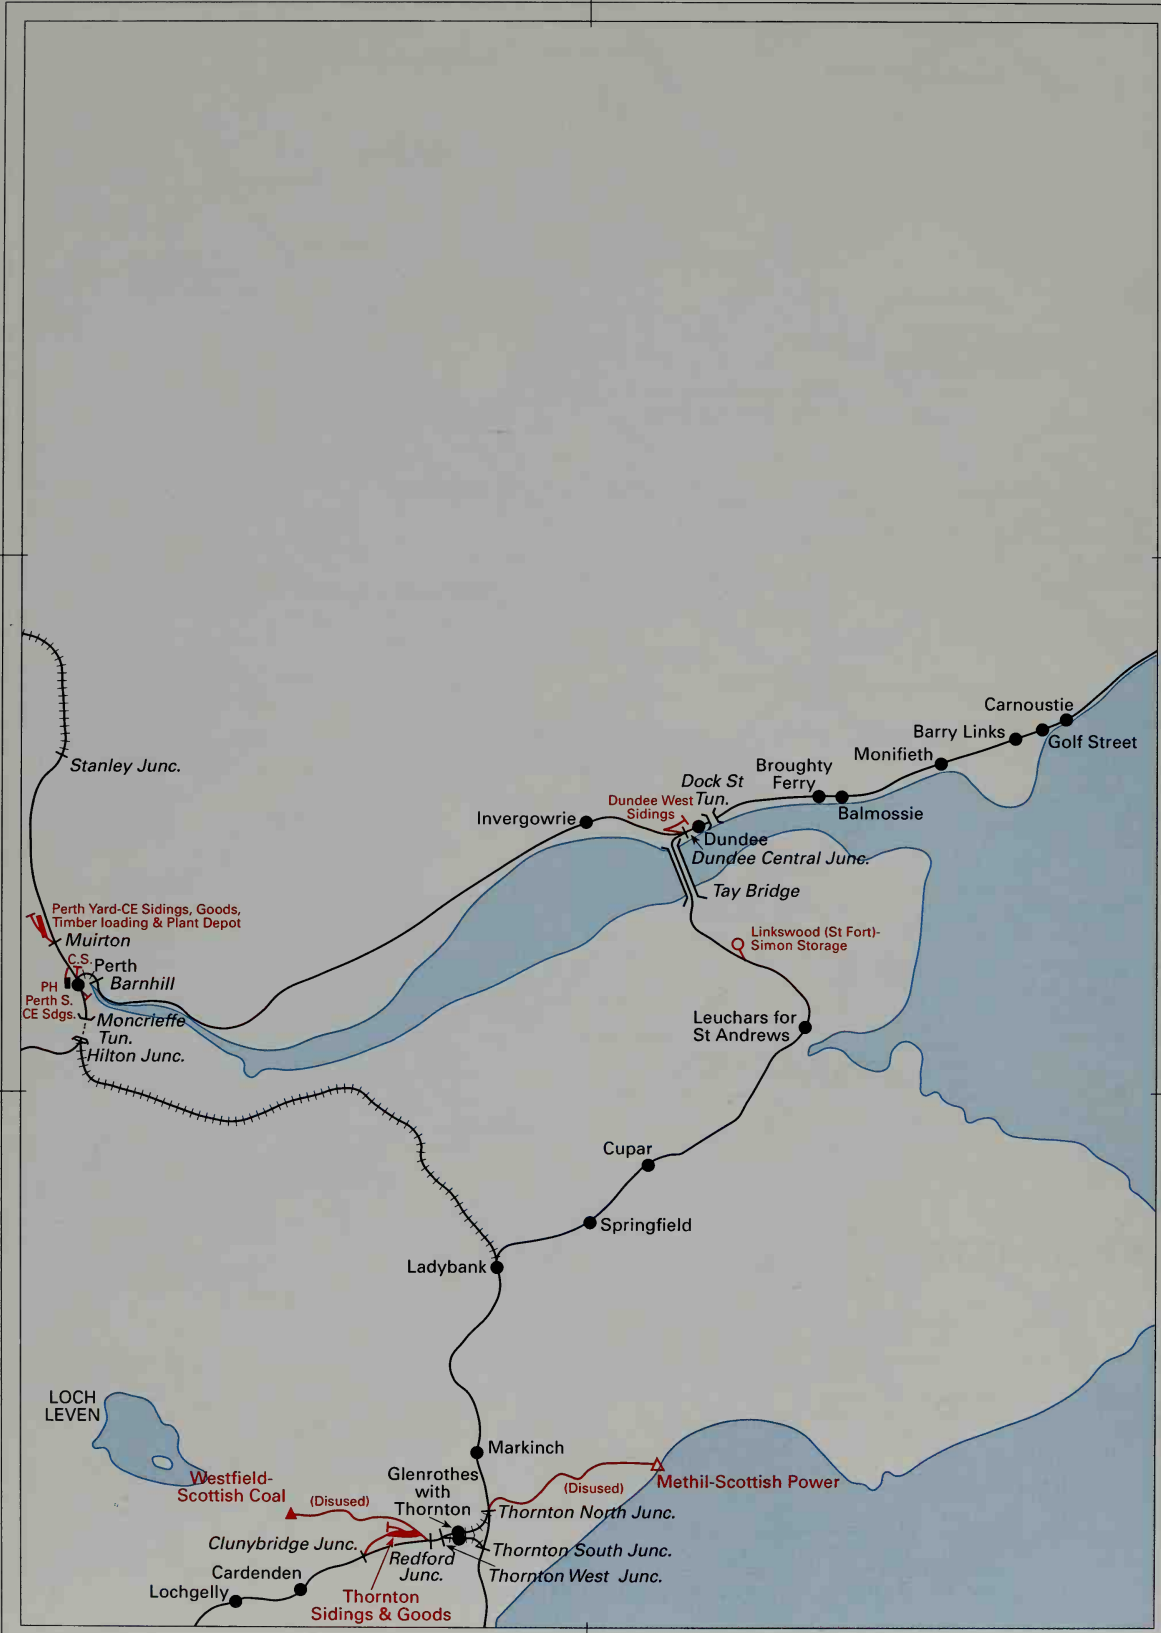 Carnoustie
Barry Links
Golf Street
Monifieth
Stanley Junc.
Broughty
Ferry
Dock St
Tun.
Dundee West
Sidings
Balmossie
Invergowrie
Dundee
Dundee Central Junc.
Tay Bridge
Perth Yard-CE Sidings, Goods,
Timber loading & Plant Depot
Muirton
Linkswood (St Fort)-
Simon Storage
C.S.
Perth
Barnhill
PH
Perth S.
CE Sdgs.
Moncrieffe
Tun.
Hilton Junc.
Leuchars for
St Andrews
Cupar
Springfield
Ladybank
LOCH
LEVEN
Markinch
Westfield-
Scottish Coal
(Disused)
Glenrothes
with
Thornton
(Disused)
Methil-Scottish Power
Thornton North Junc.
Clunybridge Junc.
Redford
Junc.
Thornton South Junc.
Thornton West Junc.
Cardenden
Lochgelly
Thornton
Sidings & Goods